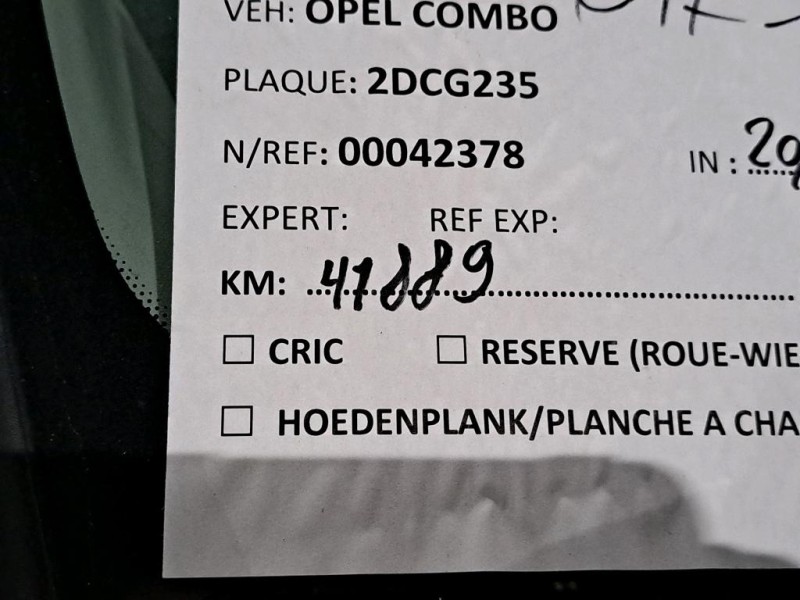 VEH: OPEL COMBO
PLAQUE: 2DCG235
N/REF: 00042378 IN : 29
EXPERT: REF EXP:
KM: 41889
CRIC RESERVE (ROUE-WIE
HOEDENPLANK/PLANCHE A CHA